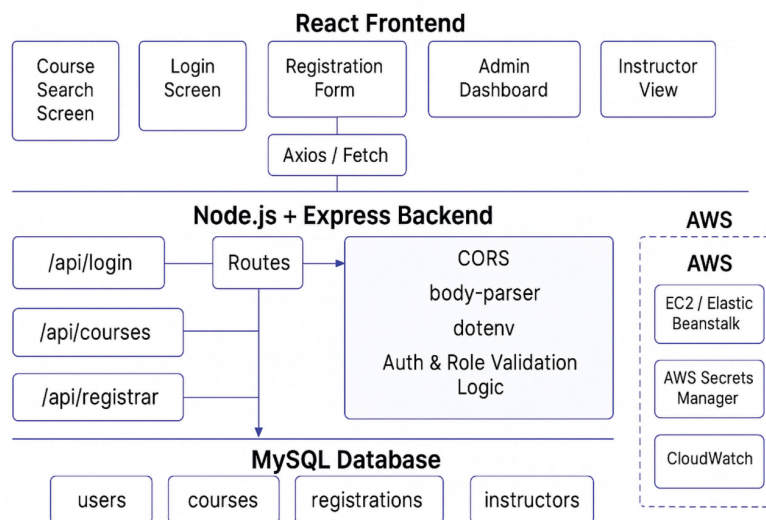 React Frontend
Course
Search
Screen
Login
Screen
Registration
Form
Admin
Dashboard
Instructor
View
Axios / Fetch
Node.js + Express Backend
/api/login
Routes
/api/courses
/api/registrar
CORS
body-parser
dotenv
Auth & Role Validation
Logic
AWS
AWS
EC2 / Elastic
Beanstalk
AWS Secrets
Manager
CloudWatch
MySQL Database
users
courses
registrations
instructors